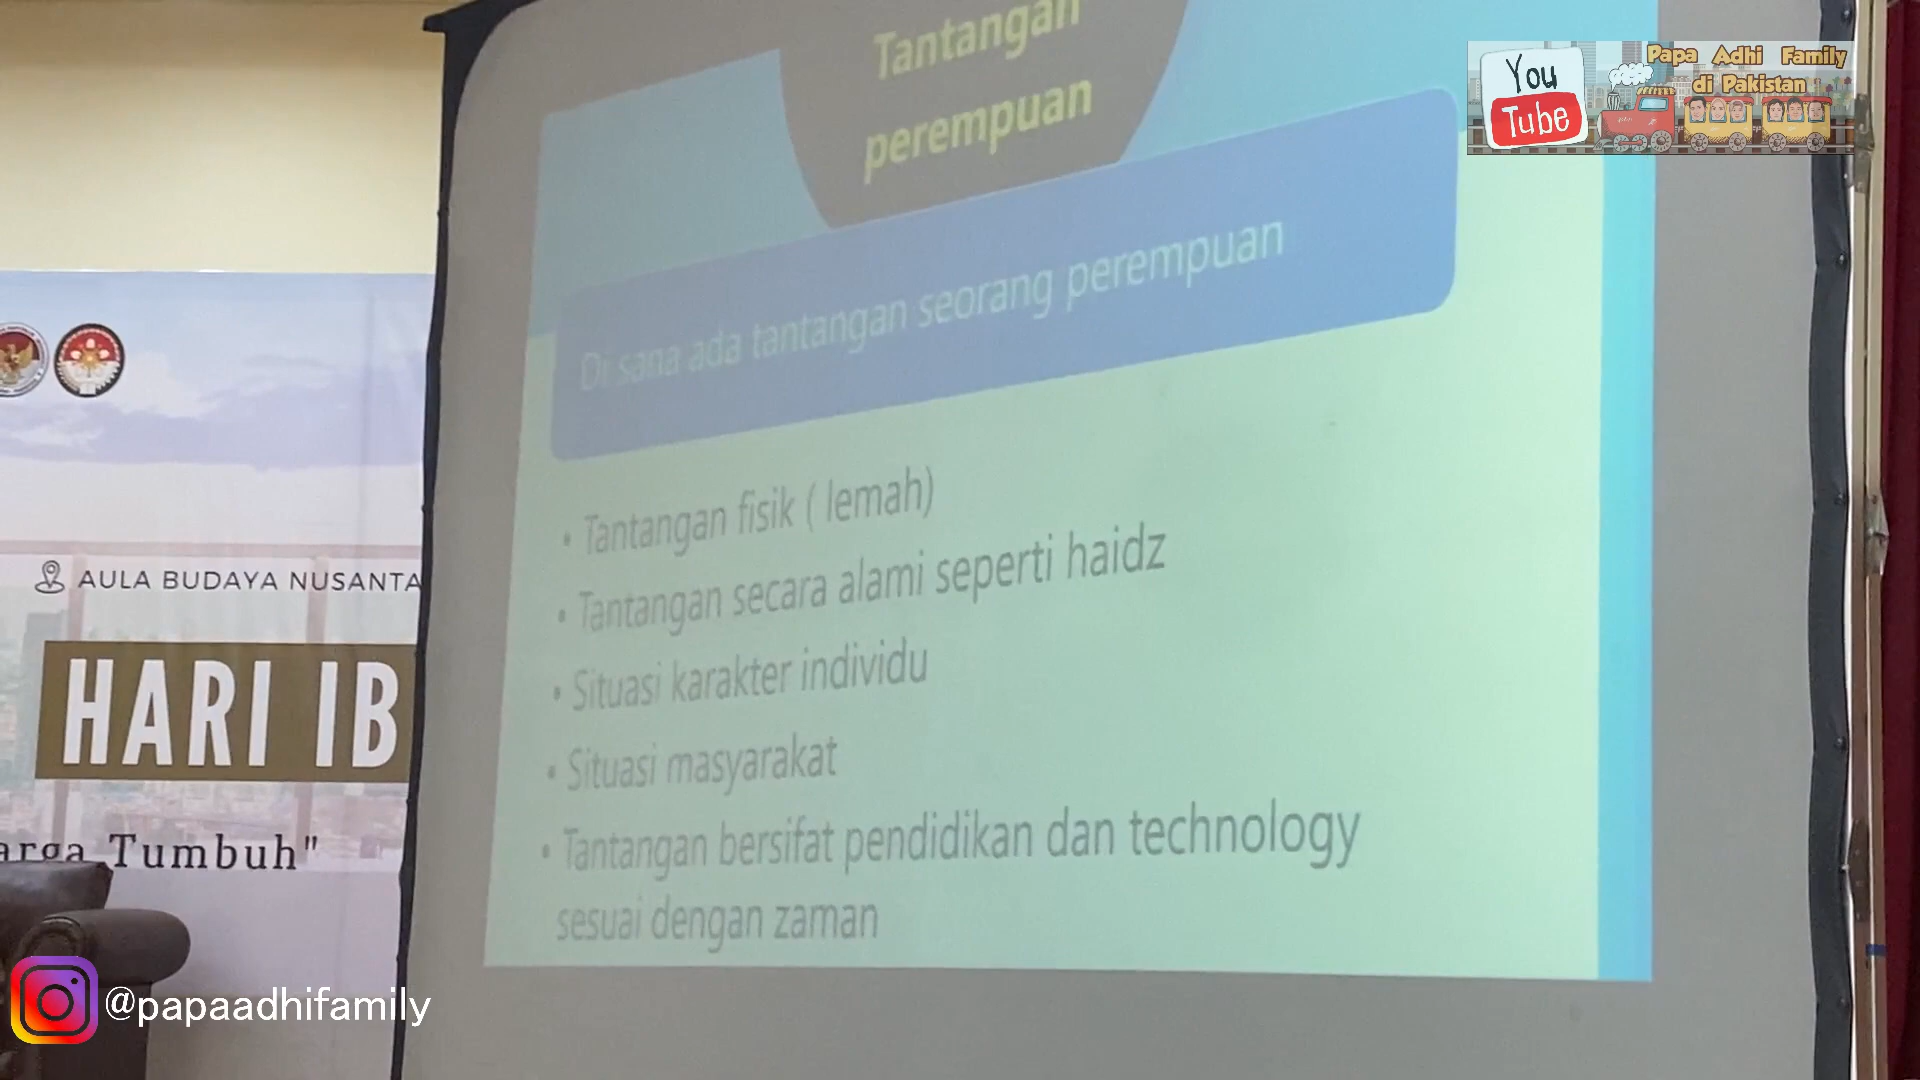 Tantangan
perempuan
Di sana ada tantangan seorang perempuan
• Tantangan fisik ( lemah)
• Tantangan secara alami seperti haidz
• Situasi karakter individu
• Situasi masyarakat
• Tantangan bersifat pendidikan dan technology
sesuai dengan zaman
AULA BUDAYA NUSANTA
HARI IB
arga Tumbuh"
You
Tube
Papa Adhi Family
di Pakistan
@papaadhifamily